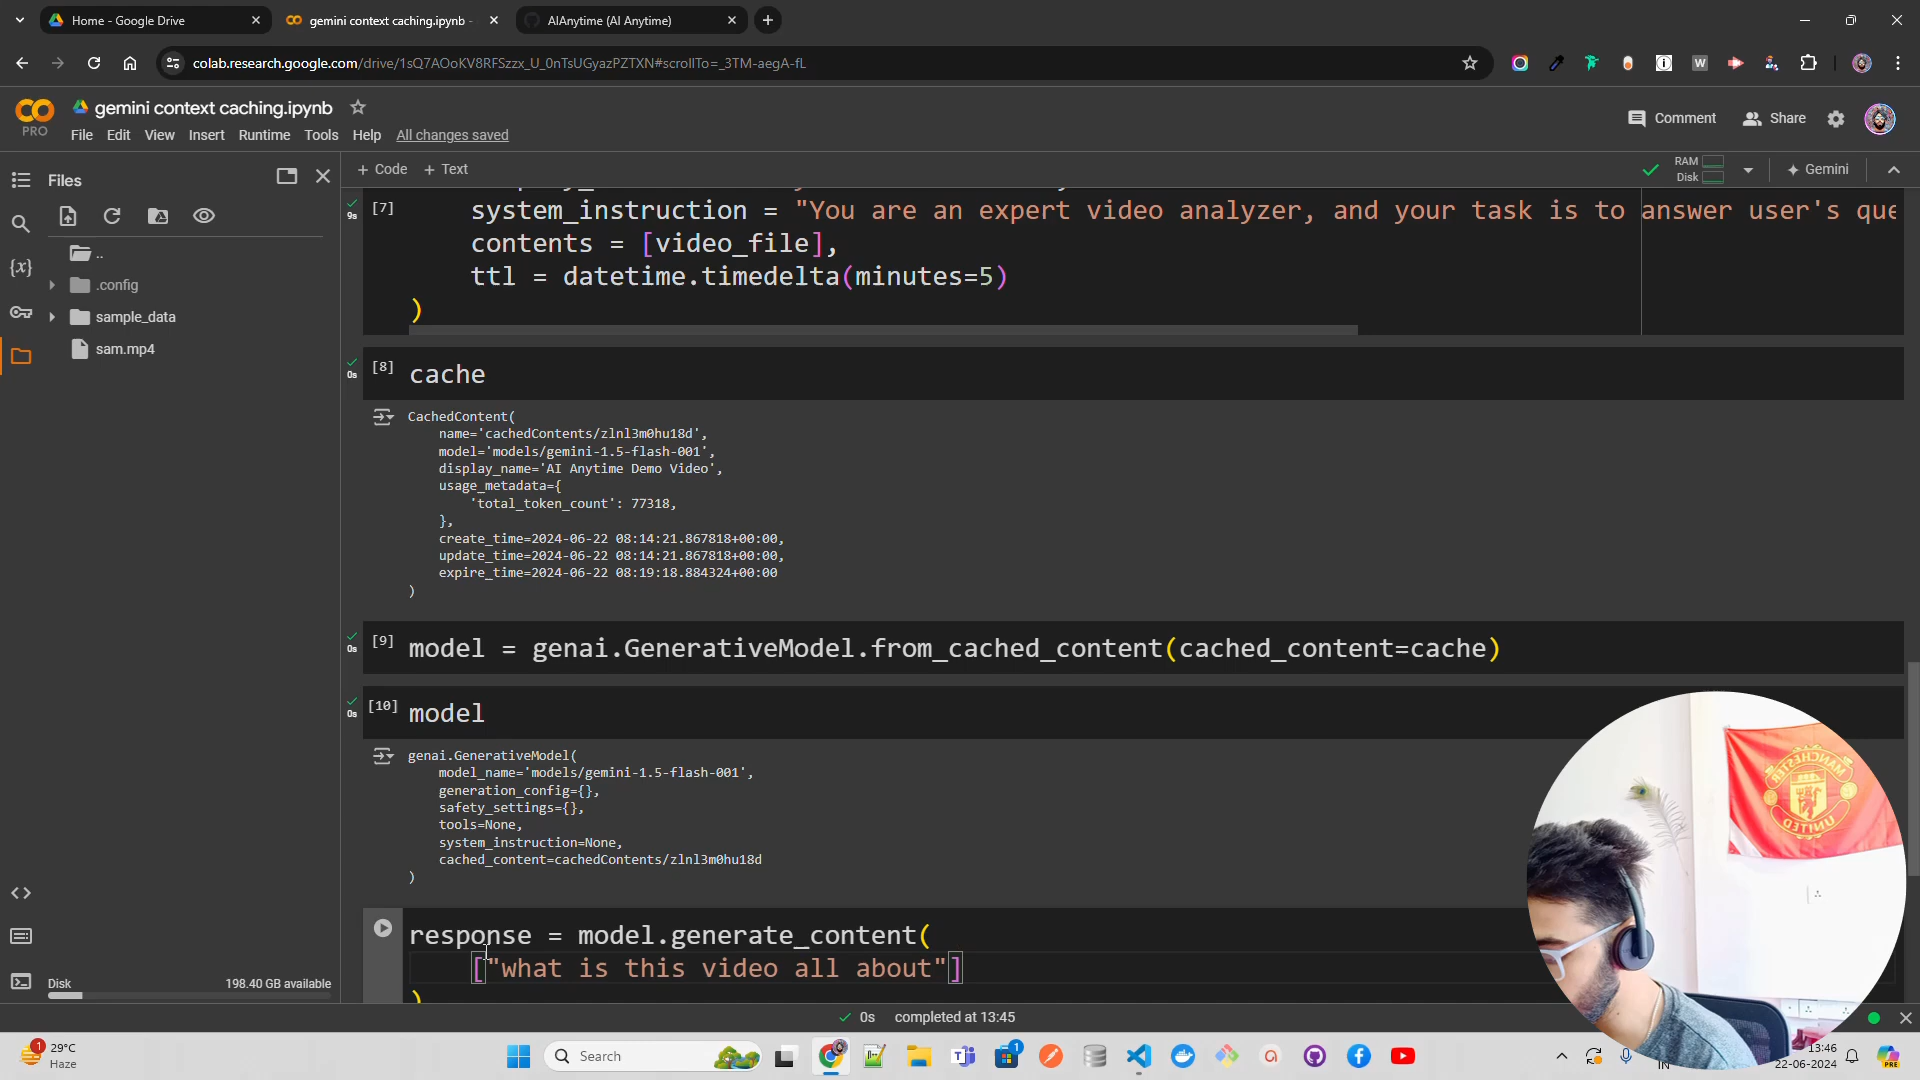 Home - Google Drive
gemini context caching.ipynb -
AIAnytime (AI Anytime)
colab.research.google.com/drive/1sQ7AOoKV8RFSzzx_U_0nTsUGyazPZTXN#scrollTo=_3TM-aegA-fL
gemini context caching.ipynb
PRO
File Edit View Insert Runtime Tools Help All changes saved
Comment
Share
Files
+ Code + Text
RAM
Disk
Gemini
..
.config
sample_data
sam.mp4
9s
[7]
system_instruction = "You are an expert video analyzer, and your task is to answer user's que
contents = [video_file],
ttl = datetime.timedelta(minutes=5)
)
0s
[8]
cache
CachedContent(
name='cachedContents/zlnl3m0hu18d',
model='models/gemini-1.5-flash-001',
display_name='AI Anytime Demo Video',
usage_metadata={
'total_token_count': 77318,
},
create_time=2024-06-22 08:14:21.867818+00:00,
update_time=2024-06-22 08:14:21.867818+00:00,
expire_time=2024-06-22 08:19:18.884324+00:00
)
0s
[9]
model = genai.GenerativeModel.from_cached_content(cached_content=cache)
0s
[10]
model
genai.GenerativeModel(
model_name='models/gemini-1.5-flash-001',
generation_config={},
safety_settings={},
tools=None,
system_instruction=None,
cached_content=cachedContents/zlnl3m0hu18d
)
response = model.generate_content(
["what is this video all about"]
)
MANCHESTER
UNITED
Disk
198.40 GB available
0s completed at 13:45
29°C
Haze
Search
IN
13:46
22-06-2024